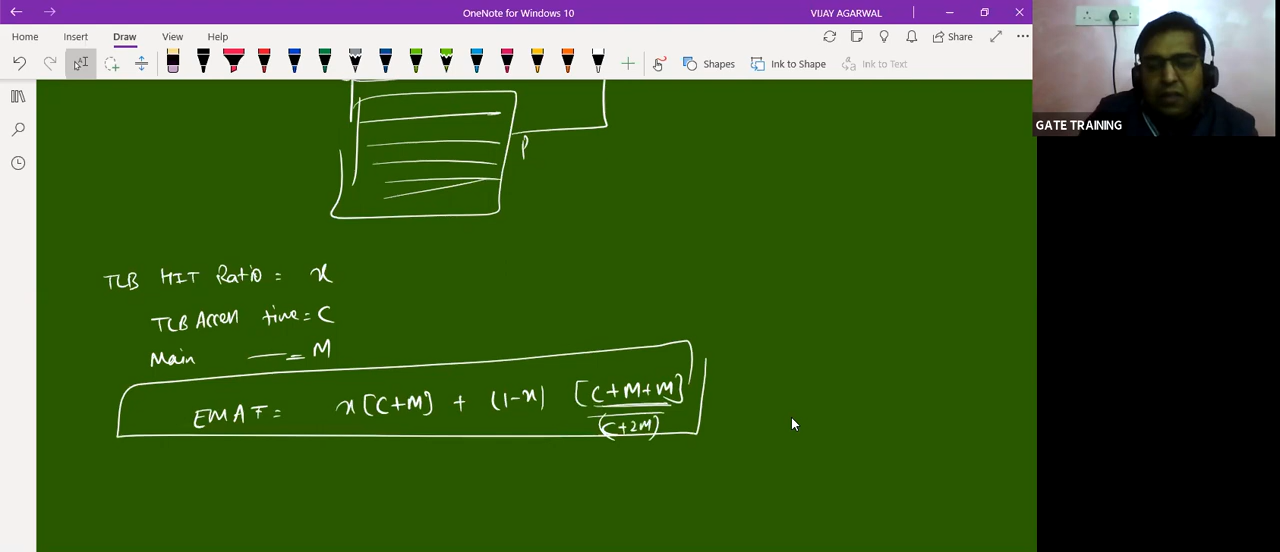 OneNote for Windows 10
VIJAY AGARWAL
Home Insert Draw View Help
Share
Shapes Ink to Shape Ink to Text
GATE TRAINING
P
TLB HIT Ratio = x
TLB Access time = C
Main —— = M
EMAT = x[C+M] + (1-x) [C+M+M]
(C+2M)